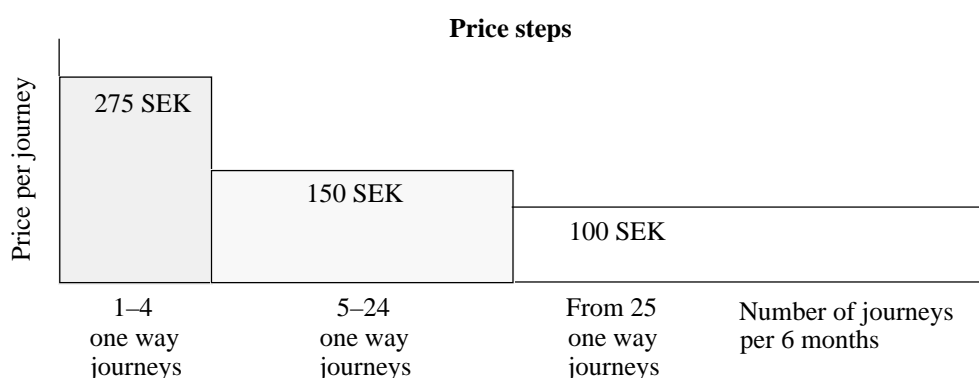 Price steps
Price per journey
275 SEK
150 SEK
100 SEK
1–4
one way
journeys
5–24
one way
journeys
From 25
one way
journeys
Number of journeys
per 6 months